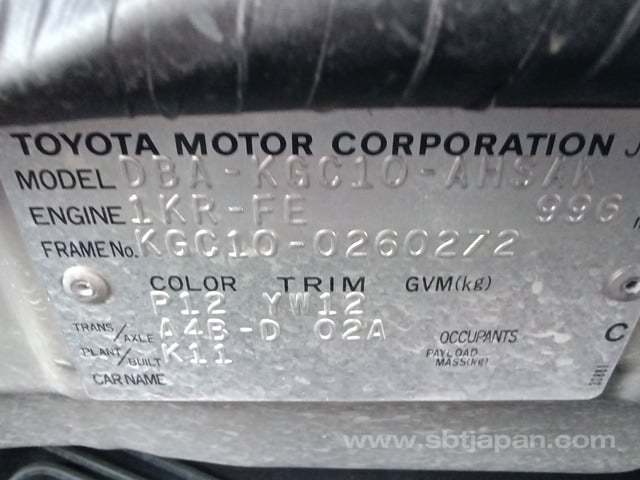 TOYOTA MOTOR CORPORATION J
MODEL DBA-KGC10-AHSAK
ENGINE 1KR-FE 996
FRAME No. KGC10-0260272
COLOR TRIM GVM(kg)
P12 YW12
TRANS/AXLE A4B-D 02A OCCUPANTS C
PLANT/BUILT K11 PAYLOAD MASS(kg)
CAR NAME
www.sbtjapan.com